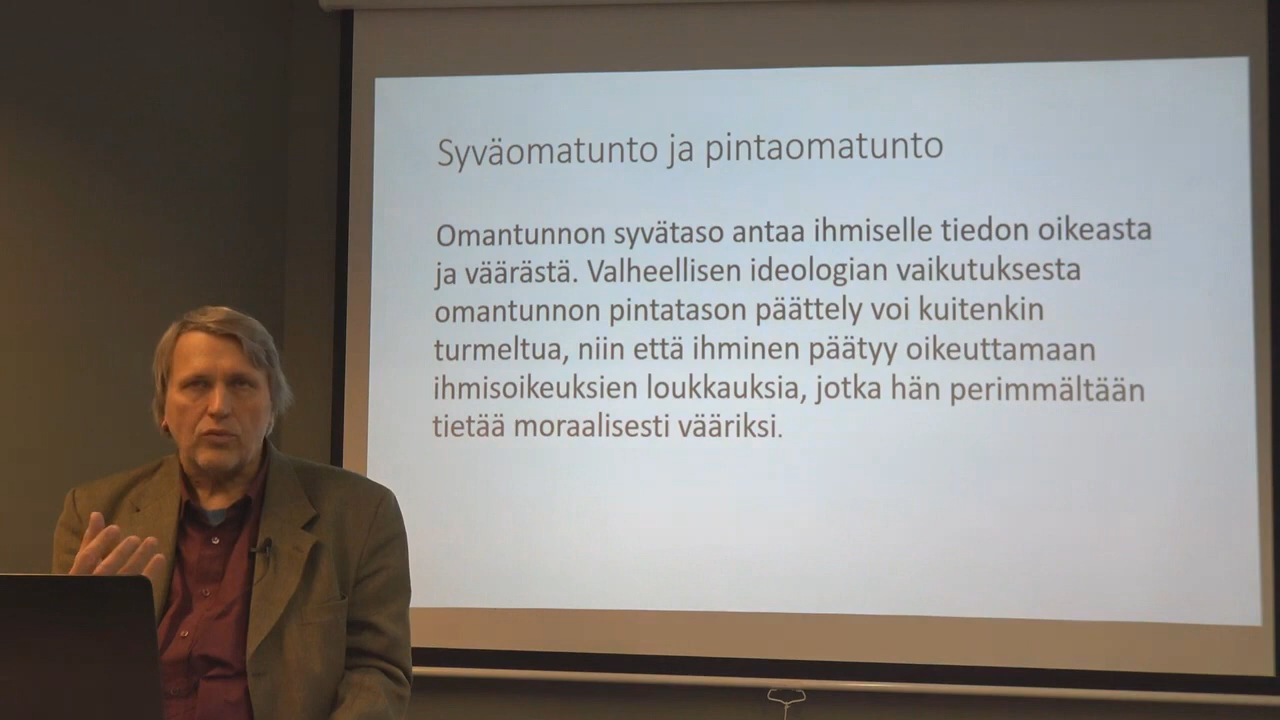 Syväomatunto ja pintaomatunto
Omantunnon syvätaso antaa ihmiselle tiedon oikeasta
ja väärästä. Valheellisen ideologian vaikutuksesta
omantunnon pintatason päättely voi kuitenkin
turmeltua, niin että ihminen päätyy oikeuttamaan
ihmisoikeuksien loukkauksia, jotka hän perimmältään
tietää moraalisesti vääriksi.